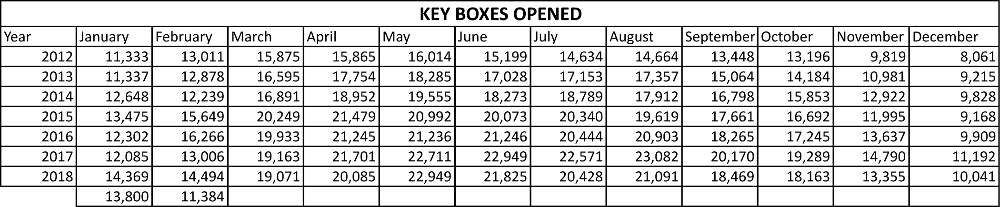 KEY BOXES OPENED
Year January February March April May June July August September October November December
2012 11,333 13,011 15,875 15,865 16,014 15,199 14,634 14,664 13,448 13,196 9,819 8,061
2013 11,337 12,878 16,595 17,754 18,285 17,028 17,153 17,357 15,064 14,184 10,981 9,215
2014 12,648 12,239 16,891 18,952 19,555 18,273 18,789 17,912 16,798 15,853 12,922 9,828
2015 13,475 15,649 20,249 21,479 20,992 20,073 20,340 19,619 17,661 16,692 11,995 9,168
2016 12,302 16,266 19,933 21,245 21,236 21,246 20,444 20,903 18,265 17,245 13,637 9,909
2017 12,085 13,006 19,163 21,701 22,711 22,949 22,571 23,082 20,170 19,289 14,790 11,192
2018 14,369 14,494 19,071 20,085 22,949 21,825 20,428 21,091 18,469 18,163 13,355 10,041
13,800 11,384